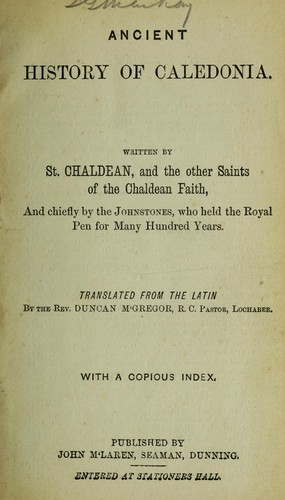 ANCIENT
HISTORY OF CALEDONIA.
WRITTEN BY
St. CHALDEAN, and the other Saints
of the Chaldean Faith,
And chiefly by the JOHNSTONES, who held the Royal
Pen for Many Hundred Years.
TRANSLATED FROM THE LATIN
By the Rev. DUNCAN M'GREGOR, R. C. Pastor, Lochaber.
WITH A COPIOUS INDEX.
PUBLISHED BY
JOHN M'LAREN, SEAMAN, DUNNING.
ENTERED AT STATIONERS HALL.